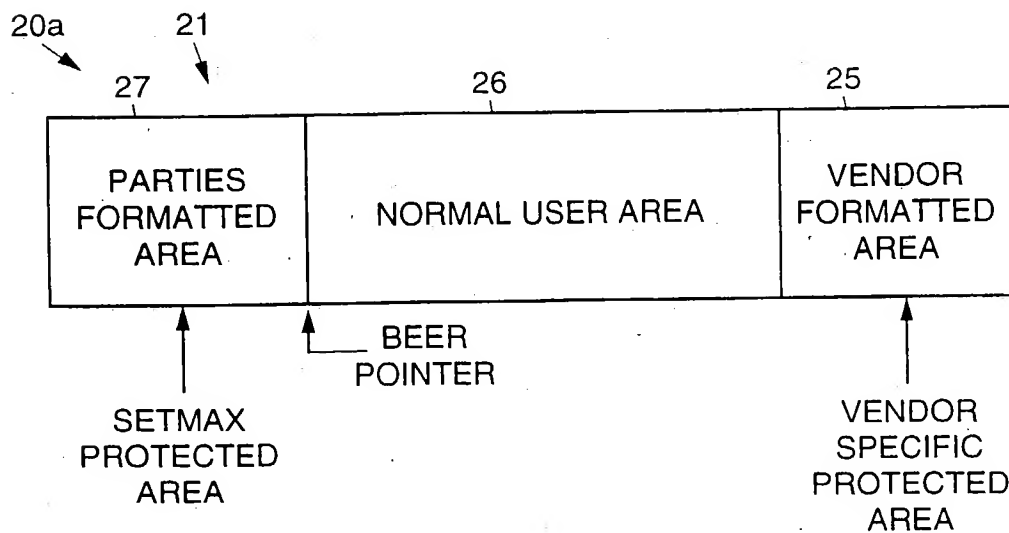 20a
21
27
26
25
PARTIES
FORMATTED
AREA
NORMAL USER AREA
VENDOR
FORMATTED
AREA
BEER
POINTER
SETMAX
PROTECTED
AREA
VENDOR
SPECIFIC
PROTECTED
AREA